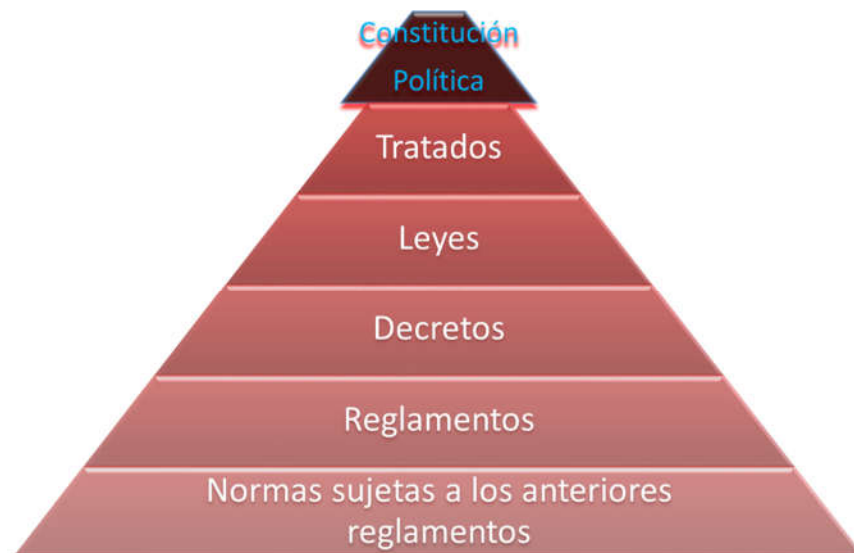 Constitución
Política
Tratados
Leyes
Decretos
Reglamentos
Normas sujetas a los anteriores
reglamentos